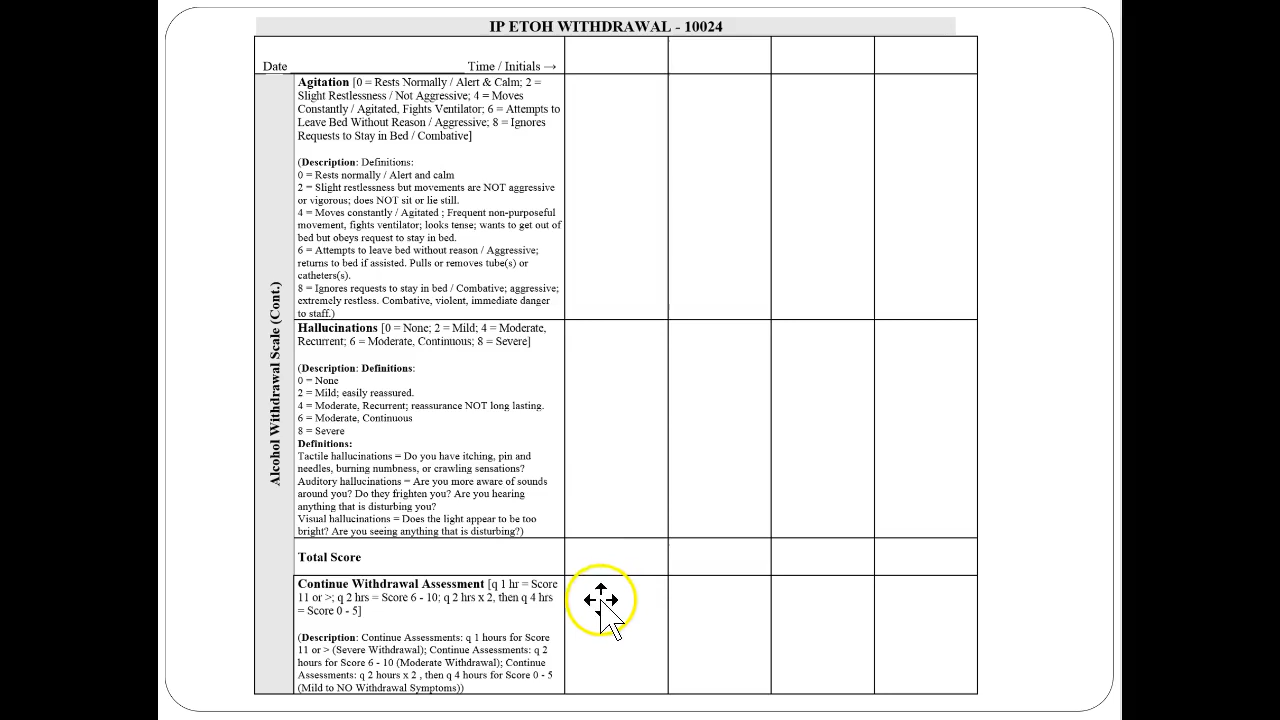 IP ETOH WITHDRAWAL - 10024
Date Time / Initials →
Alcohol Withdrawal Scale (Cont.)
Agitation [0 = Rests Normally / Alert & Calm; 2 =
Slight Restlessness / Not Aggressive; 4 = Moves
Constantly / Agitated, Fights Ventilator; 6 = Attempts to
Leave Bed Without Reason / Aggressive; 8 = Ignores
Requests to Stay in Bed / Combative]
(Description: Definitions:
0 = Rests normally / Alert and calm
2 = Slight restlessness but movements are NOT aggressive
or vigorous; does NOT sit or lie still.
4 = Moves constantly / Agitated ; Frequent non-purposeful
movement, fights ventilator; looks tense; wants to get out of
bed but obeys request to stay in bed.
6 = Attempts to leave bed without reason / Aggressive;
returns to bed if assisted. Pulls or removes tube(s) or
catheters(s).
8 = Ignores requests to stay in bed / Combative; aggressive;
extremely restless. Combative, violent, immediate danger
to staff.)
Hallucinations [0 = None; 2 = Mild; 4 = Moderate,
Recurrent; 6 = Moderate, Continuous; 8 = Severe]
(Description: Definitions:
0 = None
2 = Mild; easily reassured.
4 = Moderate, Recurrent; reassurance NOT long lasting.
6 = Moderate, Continuous
8 = Severe
Definitions:
Tactile hallucinations = Do you have itching, pin and
needles, burning numbness, or crawling sensations?
Auditory hallucinations = Are you more aware of sounds
around you? Do they frighten you? Are you hearing
anything that is disturbing you?
Visual hallucinations = Does the light appear to be too
bright? Are you seeing anything that is disturbing?)
Total Score
Continue Withdrawal Assessment [q 1 hr = Score
11 or >; q 2 hrs = Score 6 - 10; q 2 hrs x 2, then q 4 hrs
= Score 0 - 5]
(Description: Continue Assessments: q 1 hours for Score
11 or > (Severe Withdrawal); Continue Assessments: q 2
hours for Score 6 - 10 (Moderate Withdrawal); Continue
Assessments: q 2 hours x 2 , then q 4 hours for Score 0 - 5
(Mild to NO Withdrawal Symptoms))